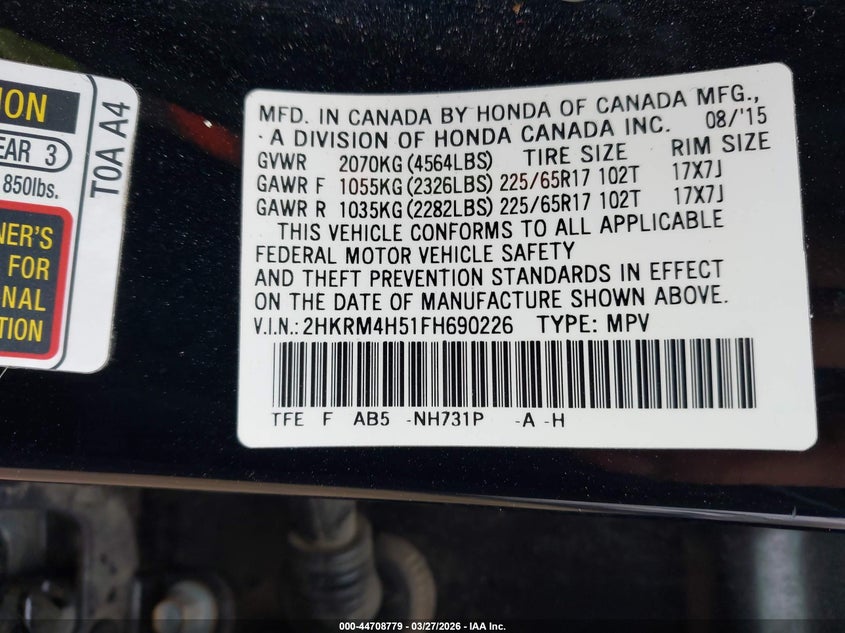 ION
EAR 3
850lbs.
T0A A4
NER'S
FOR
ONAL
TION
MFD. IN CANADA BY HONDA OF CANADA MFG.,
A DIVISION OF HONDA CANADA INC. 08/'15
GVWR 2070KG (4564LBS) TIRE SIZE RIM SIZE
GAWR F 1055KG (2326LBS) 225/65R17 102T 17X7J
GAWR R 1035KG (2282LBS) 225/65R17 102T 17X7J
THIS VEHICLE CONFORMS TO ALL APPLICABLE
FEDERAL MOTOR VEHICLE SAFETY
AND THEFT PREVENTION STANDARDS IN EFFECT
ON THE DATE OF MANUFACTURE SHOWN ABOVE.
V.I.N.: 2HKRM4H51FH690226 TYPE: MPV
TFE F AB5 -NH731P -A -H
000-44708779 — 03/27/2026 — IAA Inc.